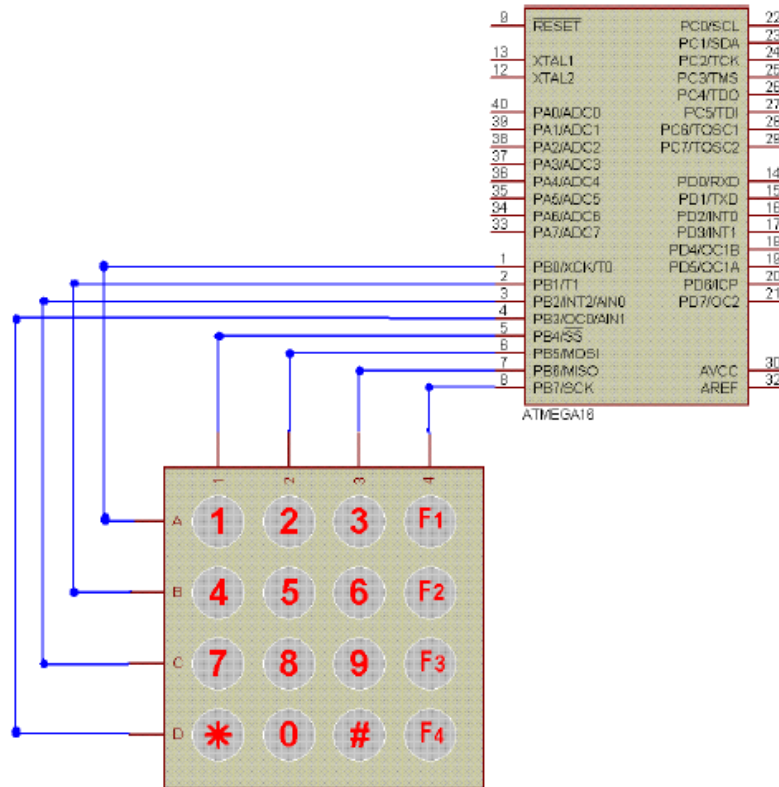 9 RESET PC0/SCL 22
PC1/SDA 23
13 XTAL1 PC2/TCK 24
12 XTAL2 PC3/TMS 25
PC4/TDO 26
40 PA0/ADC0 PC5/TDI 27
39 PA1/ADC1 PC6/TOSC1 28
38 PA2/ADC2 PC7/TOSC2 29
37 PA3/ADC3
36 PA4/ADC4 PD0/RXD 14
35 PA5/ADC5 PD1/TXD 15
34 PA6/ADC6 PD2/INT0 16
33 PA7/ADC7 PD3/INT1 17
PD4/OC1B 18
1 PB0/XCK/T0 PD5/OC1A 19
2 PB1/T1 PD6/ICP 20
3 PB2/INT2/AIN0 PD7/OC2 21
4 PB3/OC0/AIN1
5 PB4/SS
6 PB5/MOSI
7 PB6/MISO AVCC 30
8 PB7/SCK AREF 32
ATMEGA16
1 2 3 4
A 1 2 3 F1
B 4 5 6 F2
C 7 8 9 F3
D * 0 # F4